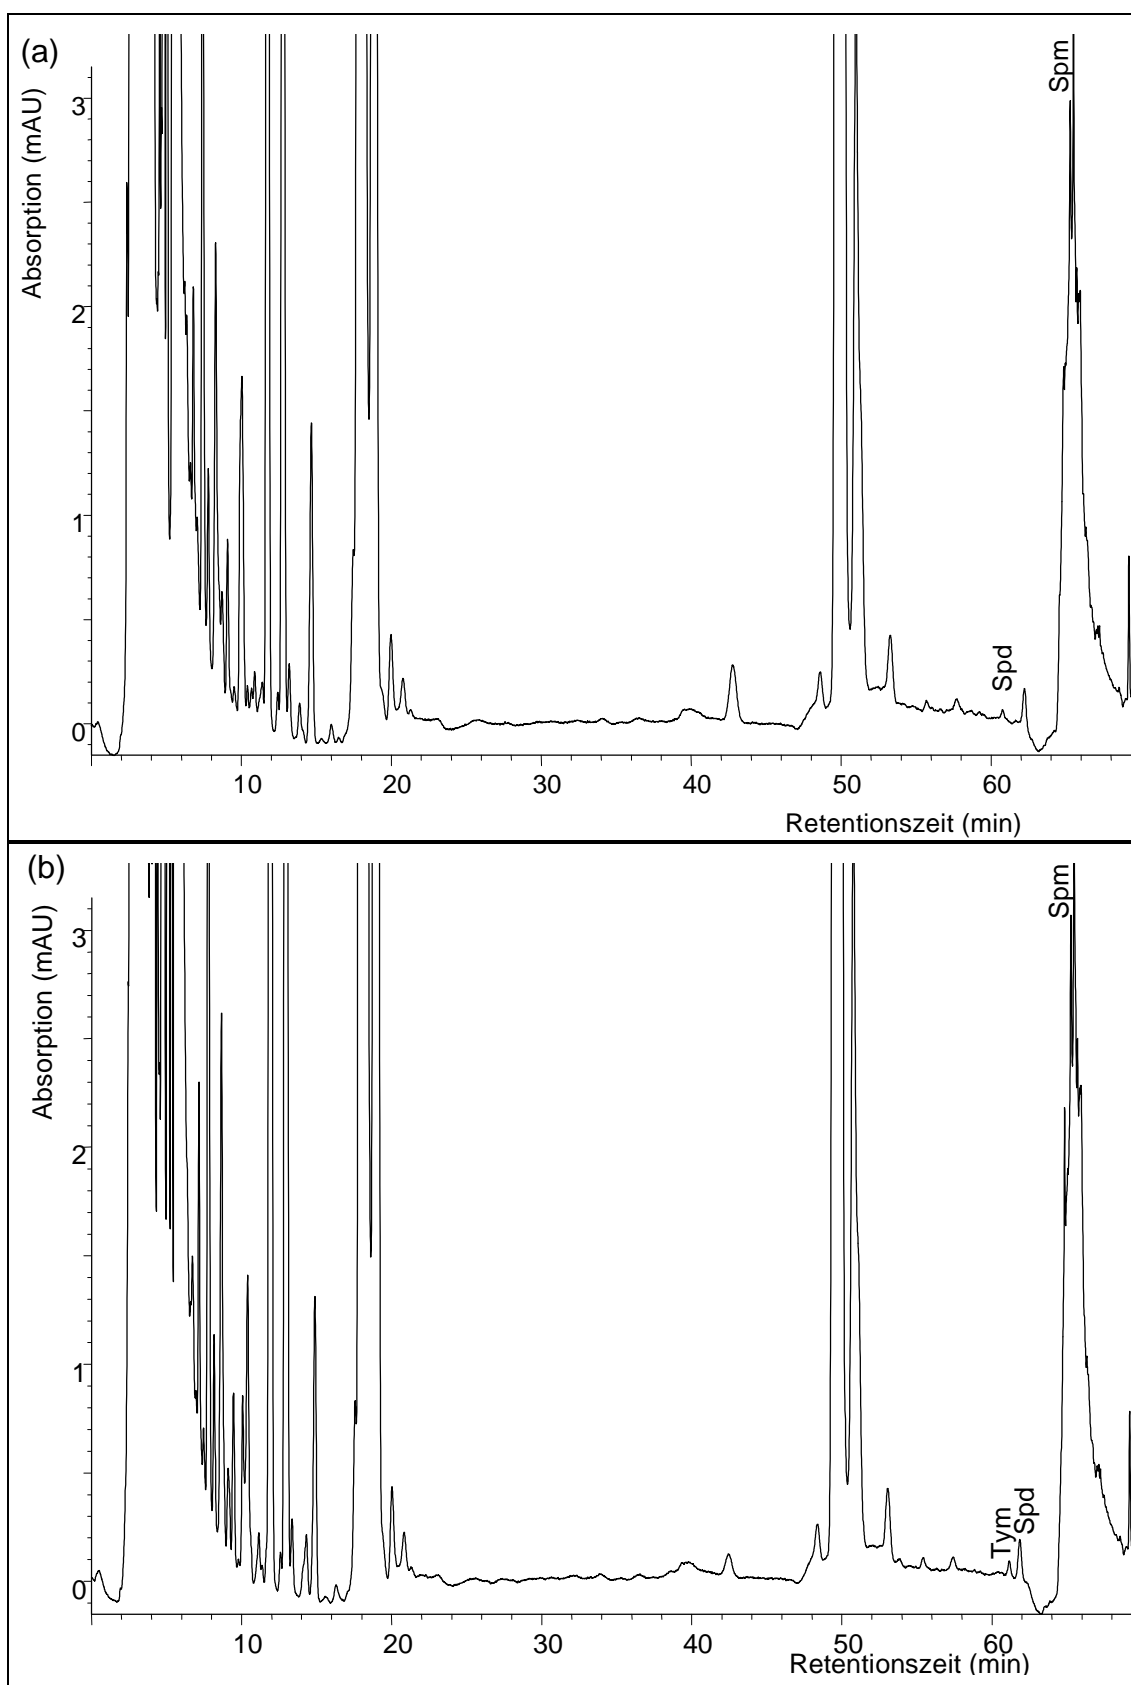 (a)
Absorption (mAU)
3
2
1
0
Spd
Spm
10 20 30 40 50 60
Retentionszeit (min)
(b)
Absorption (mAU)
3
2
1
0
Tym
Spd
Spm
10 20 30 40 50 60
Retentionszeit (min)